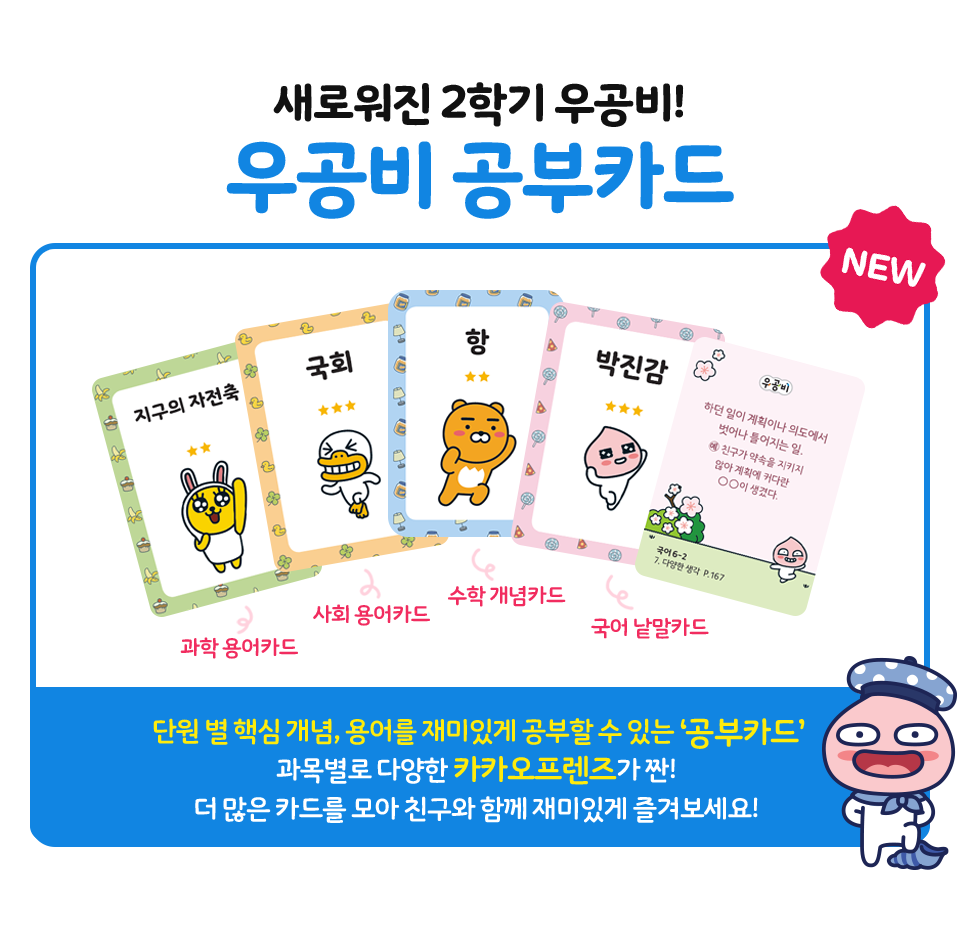 새로워진 2학기 우공비!
우공비 공부카드
NEW
지구의 자전축
국회
항
박진감
우공비
하던 일이 계획이나 의도에서
벗어나 틀어지는 일.
예 친구가 약속을 지키지
않아 계획에 커다란
○○이 생겼다.
국어 6-2
7. 다양한 생각 P.167
과학 용어카드
사회 용어카드
수학 개념카드
국어 낱말카드
단원 별 핵심 개념, 용어를 재미있게 공부할 수 있는 ‘공부카드’
과목별로 다양한 카카오프렌즈가 짠!
더 많은 카드를 모아 친구와 함께 재미있게 즐겨보세요!